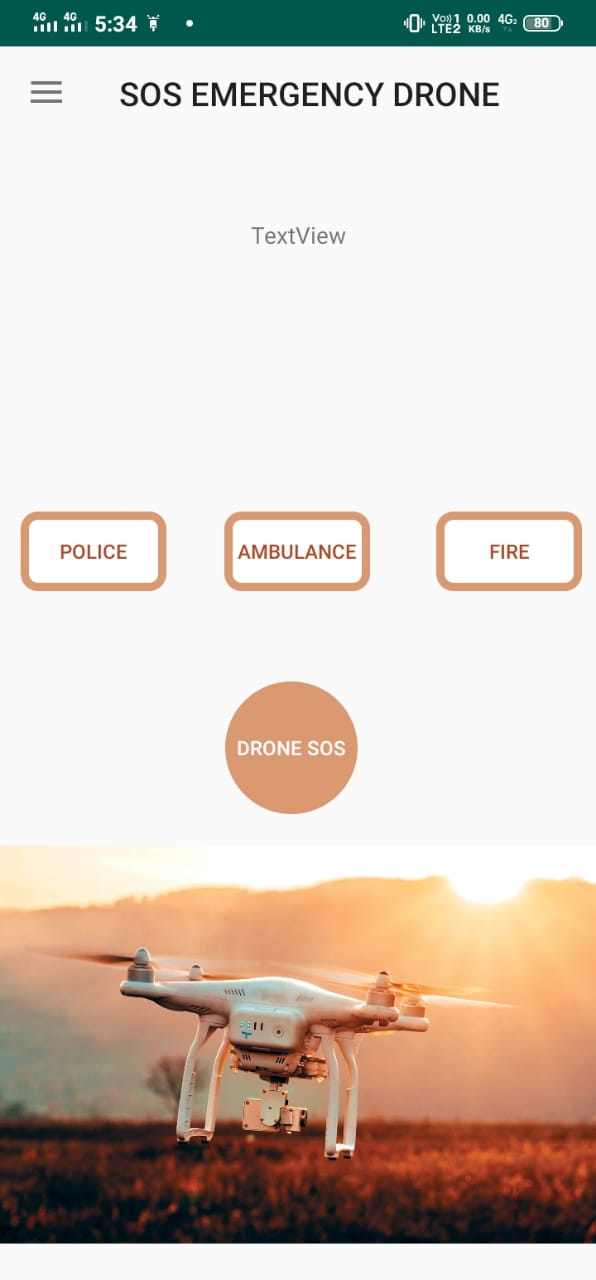 4G 4G 5:34 Vo)) 1 LTE2 0.00 KB/s 4G2 80
SOS EMERGENCY DRONE
TextView
POLICE AMBULANCE FIRE
DRONE SOS